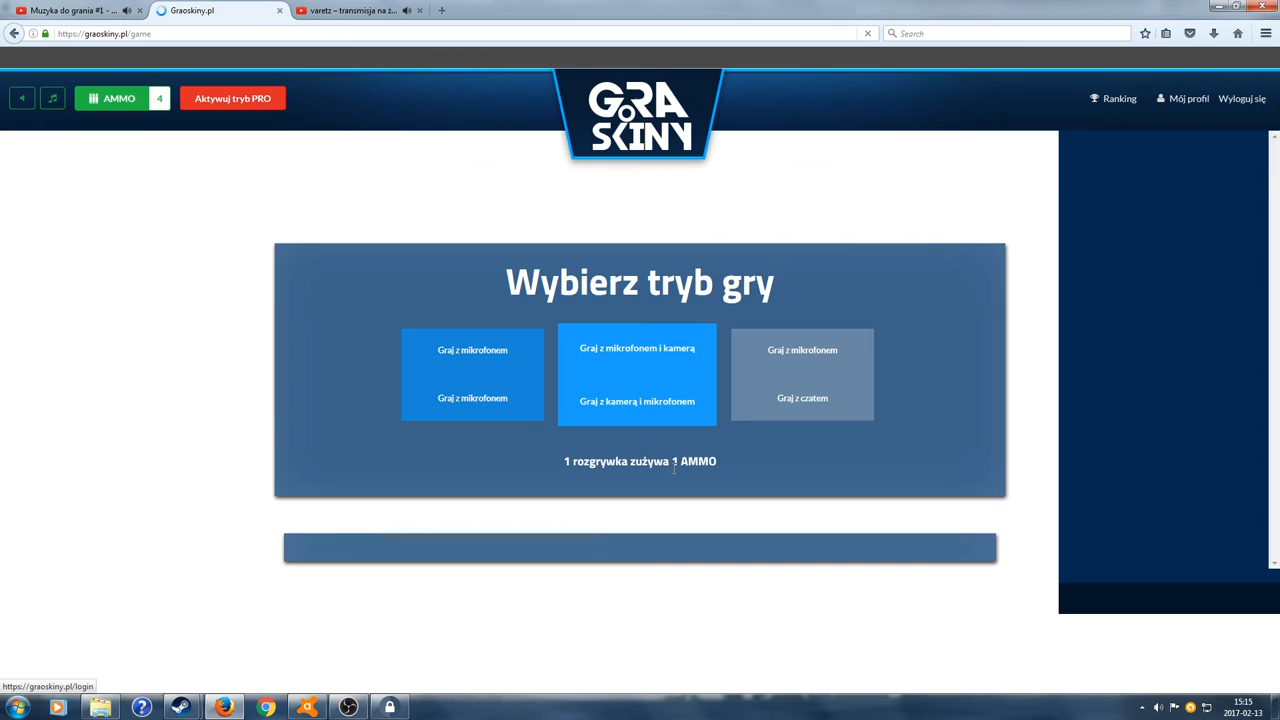 Muzyka do grania #1 - ...
Graoskiny.pl
varetz – transmisja na ż...
https://graoskiny.pl/game
Search
AMMO 4
Aktywuj tryb PRO
GRA O SKINY
Ranking
Mój profil
Wyloguj się
Wybierz tryb gry
Graj z mikrofonem
Graj z mikrofonem
Graj z mikrofonem i kamerą
Graj z kamerą i mikrofonem
Graj z mikrofonem
Graj z czatem
1 rozgrywka zużywa 1 AMMO
https://graoskiny.pl/login
15:15
2017-02-13